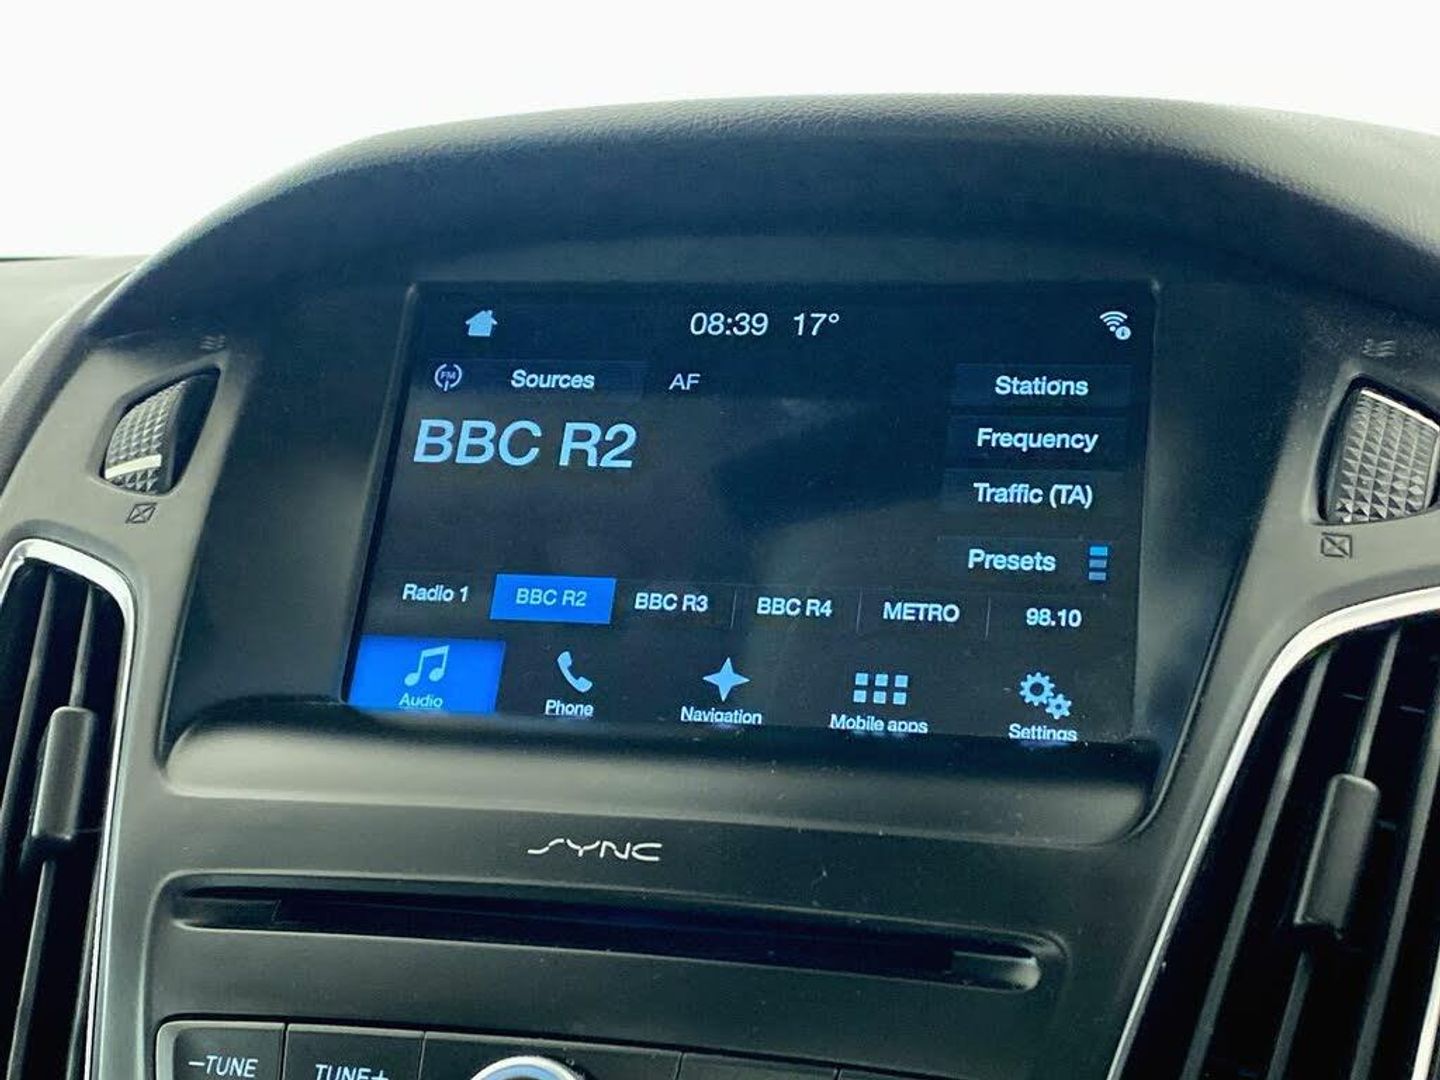 08:39 17°
FM Sources AF Stations
BBC R2
Frequency
Traffic (TA)
Presets
Radio 1 BBC R2 BBC R3 BBC R4 METRO 98.10
Audio Phone Navigation Mobile apps Settings
SYNC
−TUNE TUNE+